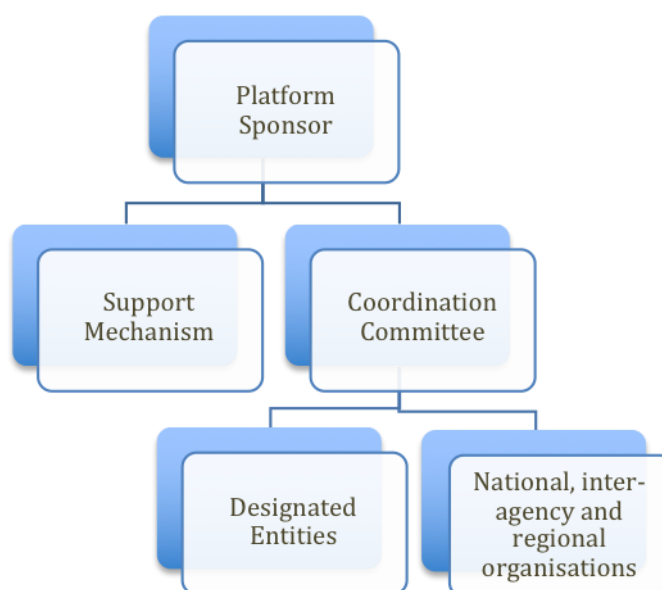 Platform
Sponsor
Support
Mechanism
Coordination
Committee
Designated
Entities
National, inter-
agency and
regional
organisations